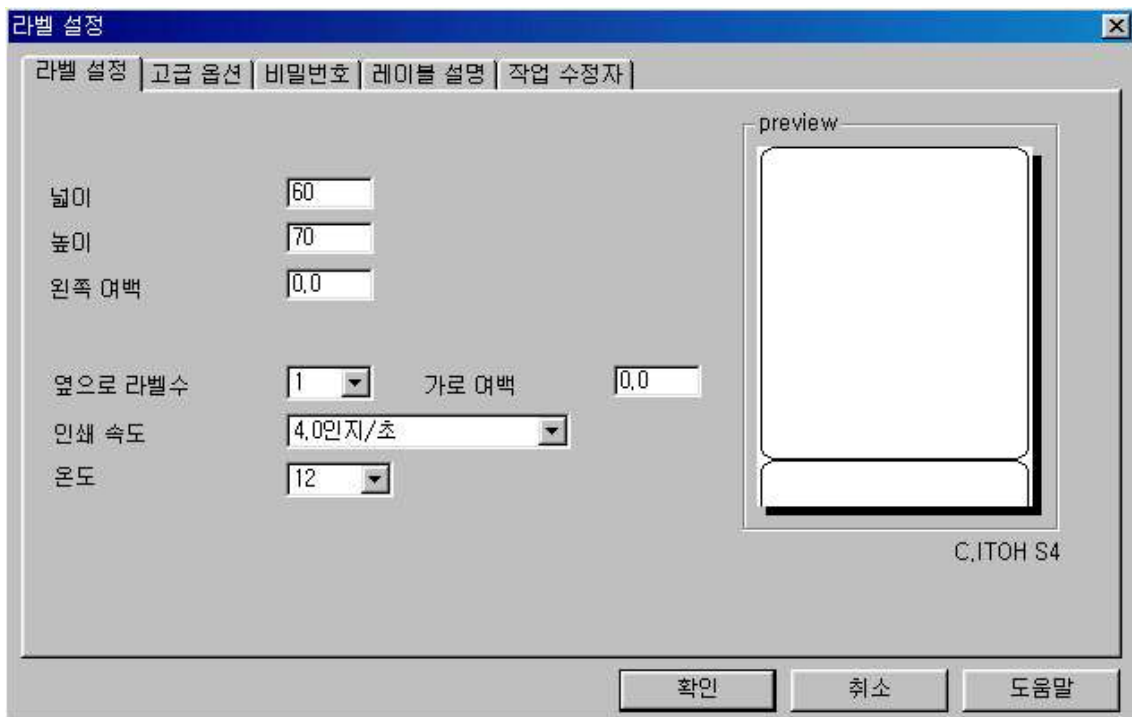 라벨 설정
라벨 설정 고급 옵션 비밀번호 레이블 설명 작업 수정자
preview
넓이 60
높이 70
왼쪽 여백 0,0
옆으로 라벨수 1 가로 여백 0,0
인쇄 속도 4,0인지/초
온도 12
C,ITOH S4
확인 취소 도움말